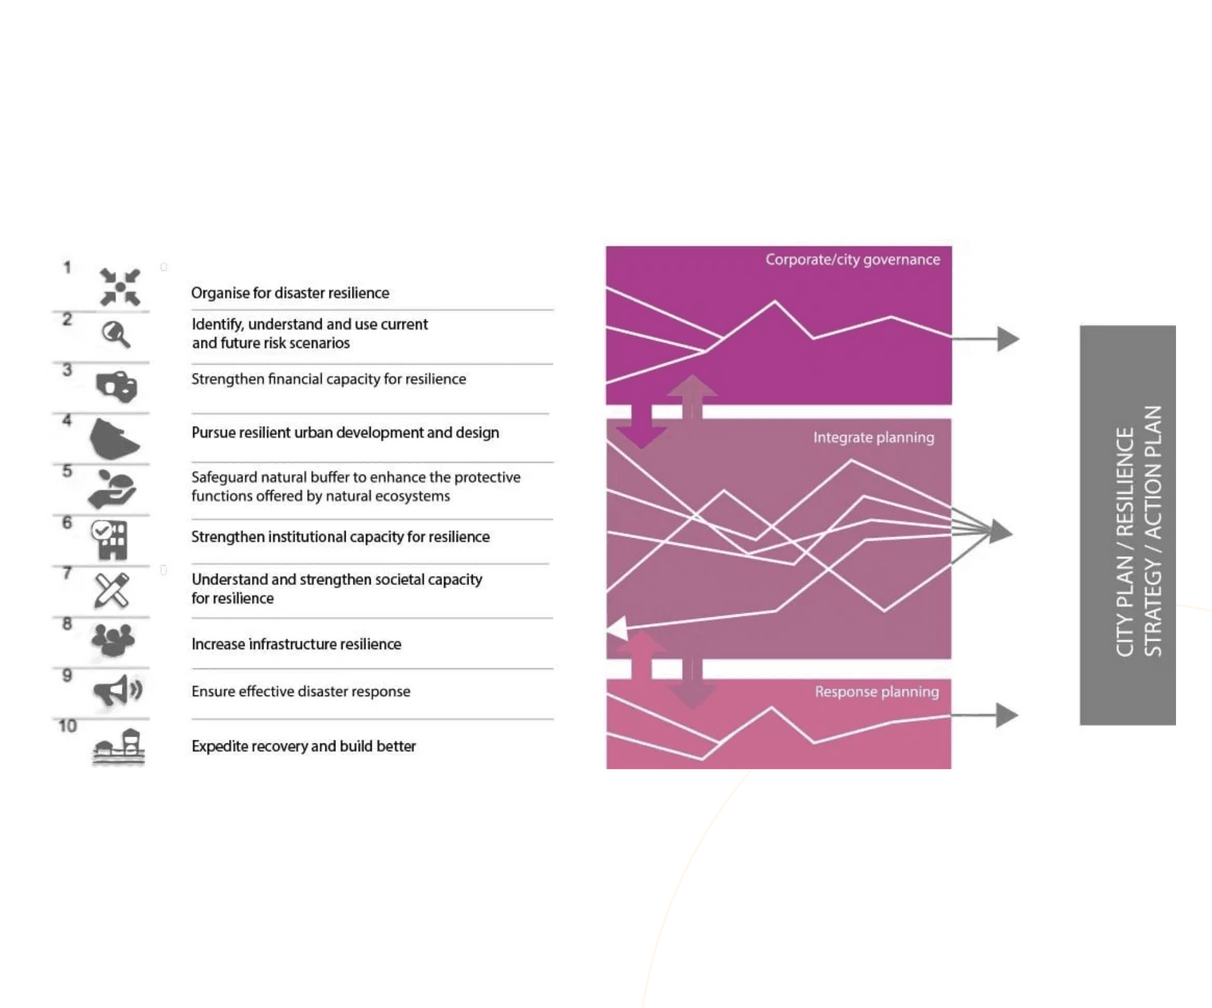 1
Organise for disaster resilience
2
Identify, understand and use current
and future risk scenarios
3
Strengthen financial capacity for resilience
4
Pursue resilient urban development and design
5
Safeguard natural buffer to enhance the protective
functions offered by natural ecosystems
6
Strengthen institutional capacity for resilience
7
Understand and strengthen societal capacity
for resilience
8
Increase infrastructure resilience
9
Ensure effective disaster response
10
Expedite recovery and build better
Corporate/city governance
Integrate planning
Response planning
CITY PLAN / RESILIENCE
STRATEGY / ACTION PLAN